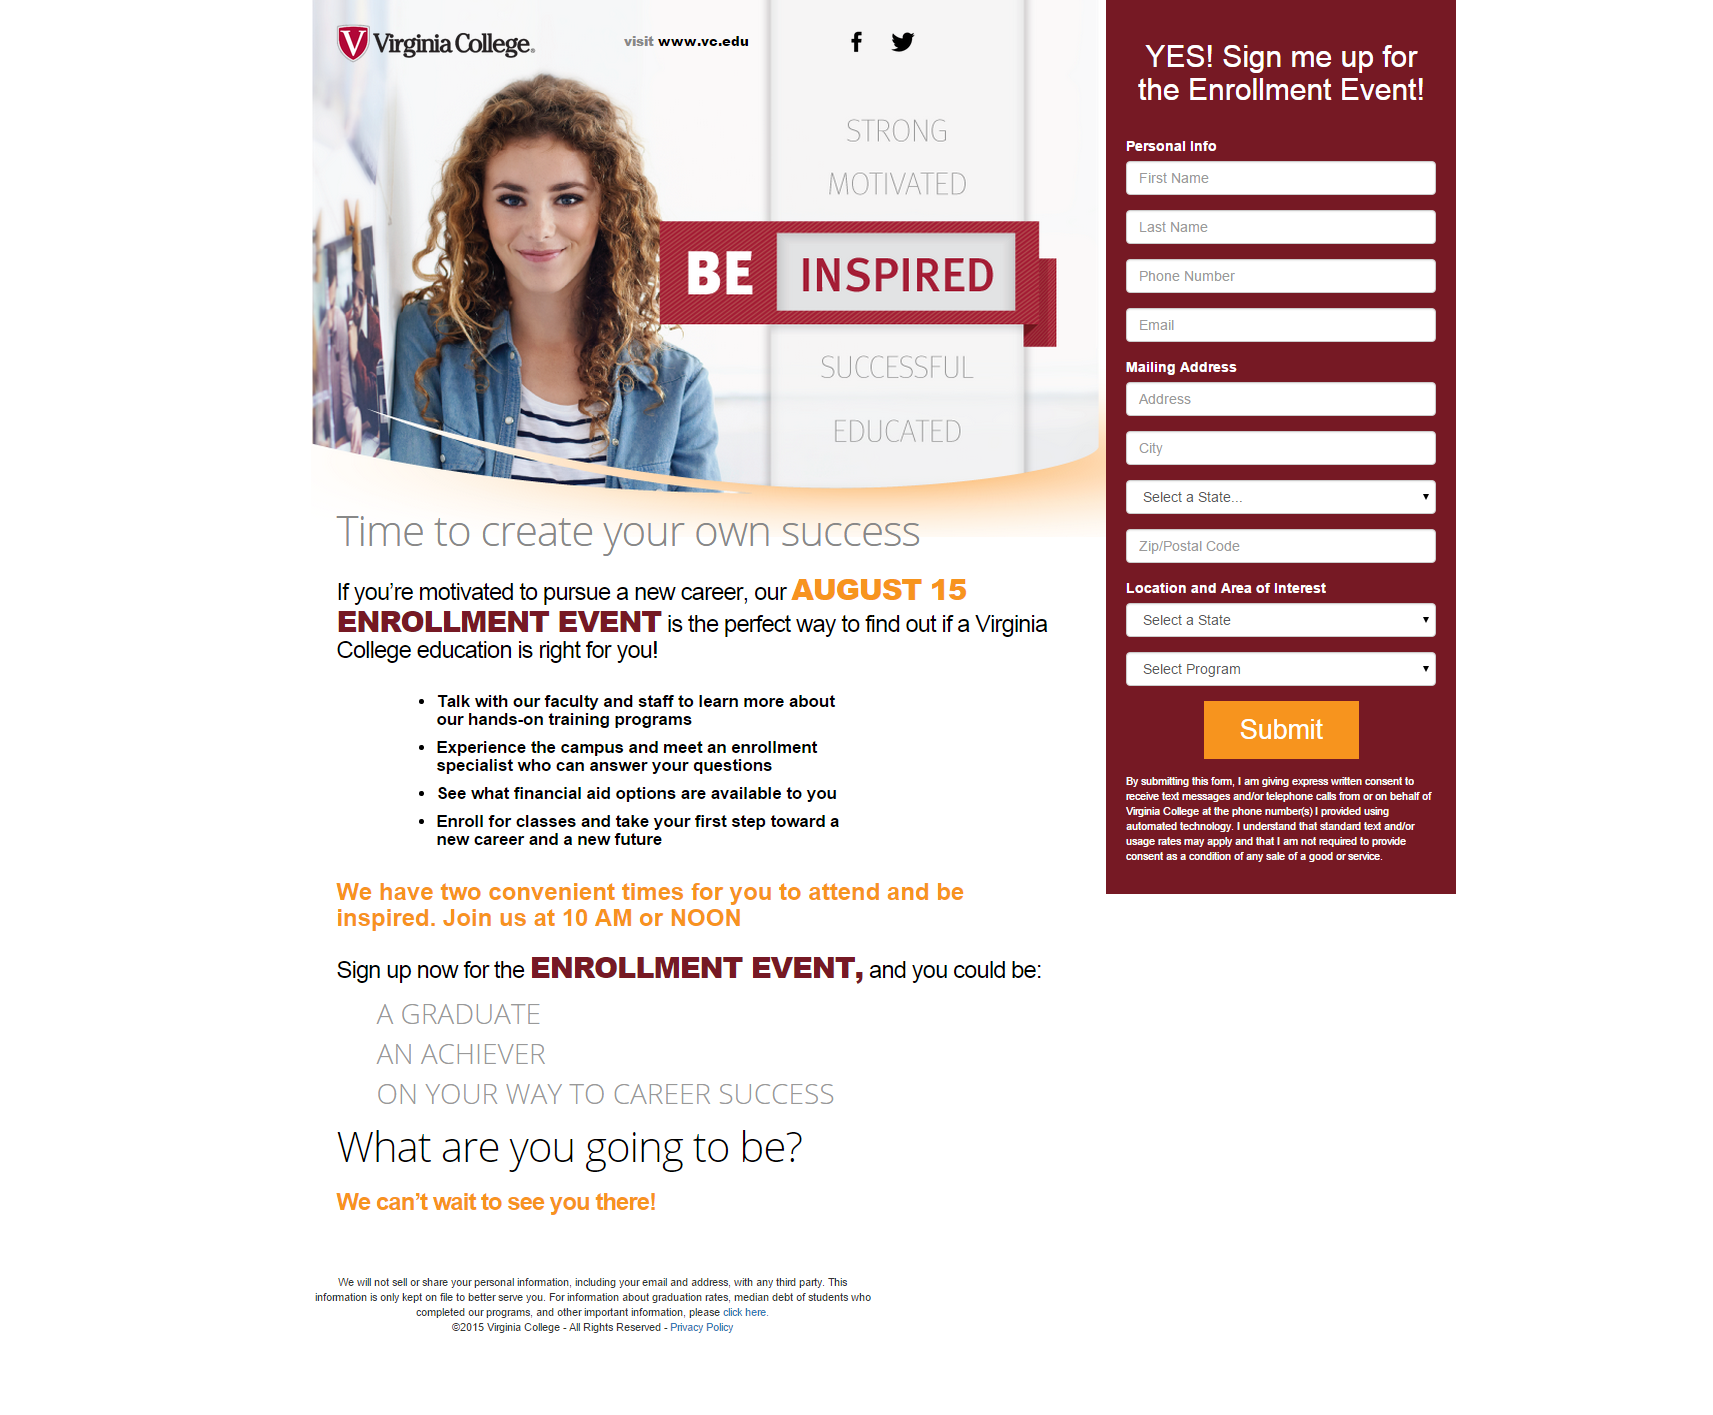 Virginia College®
visit www.vc.edu
STRONG
MOTIVATED
BE INSPIRED
SUCCESSFUL
EDUCATED
Time to create your own success
If you’re motivated to pursue a new career, our AUGUST 15
ENROLLMENT EVENT is the perfect way to find out if a Virginia
College education is right for you!
• Talk with our faculty and staff to learn more about
our hands-on training programs
• Experience the campus and meet an enrollment
specialist who can answer your questions
• See what financial aid options are available to you
• Enroll for classes and take your first step toward a
new career and a new future
We have two convenient times for you to attend and be
inspired. Join us at 10 AM or NOON
Sign up now for the ENROLLMENT EVENT, and you could be:
A GRADUATE
AN ACHIEVER
ON YOUR WAY TO CAREER SUCCESS
What are you going to be?
We can’t wait to see you there!
YES! Sign me up for
the Enrollment Event!
Personal Info
First Name
Last Name
Phone Number
Email
Mailing Address
Address
City
Select a State...
Zip/Postal Code
Location and Area of Interest
Select a State
Select Program
Submit
By submitting this form, I am giving express written consent to
receive text messages and/or telephone calls from or on behalf of
Virginia College at the phone number(s) I provided using
automated technology. I understand that standard text and/or
usage rates may apply and that I am not required to provide
consent as a condition of any sale of a good or service.
We will not sell or share your personal information, including your email and address, with any third party. This
information is only kept on file to better serve you. For information about graduation rates, median debt of students who
completed our programs, and other important information, please click here.
©2015 Virginia College - All Rights Reserved - Privacy Policy